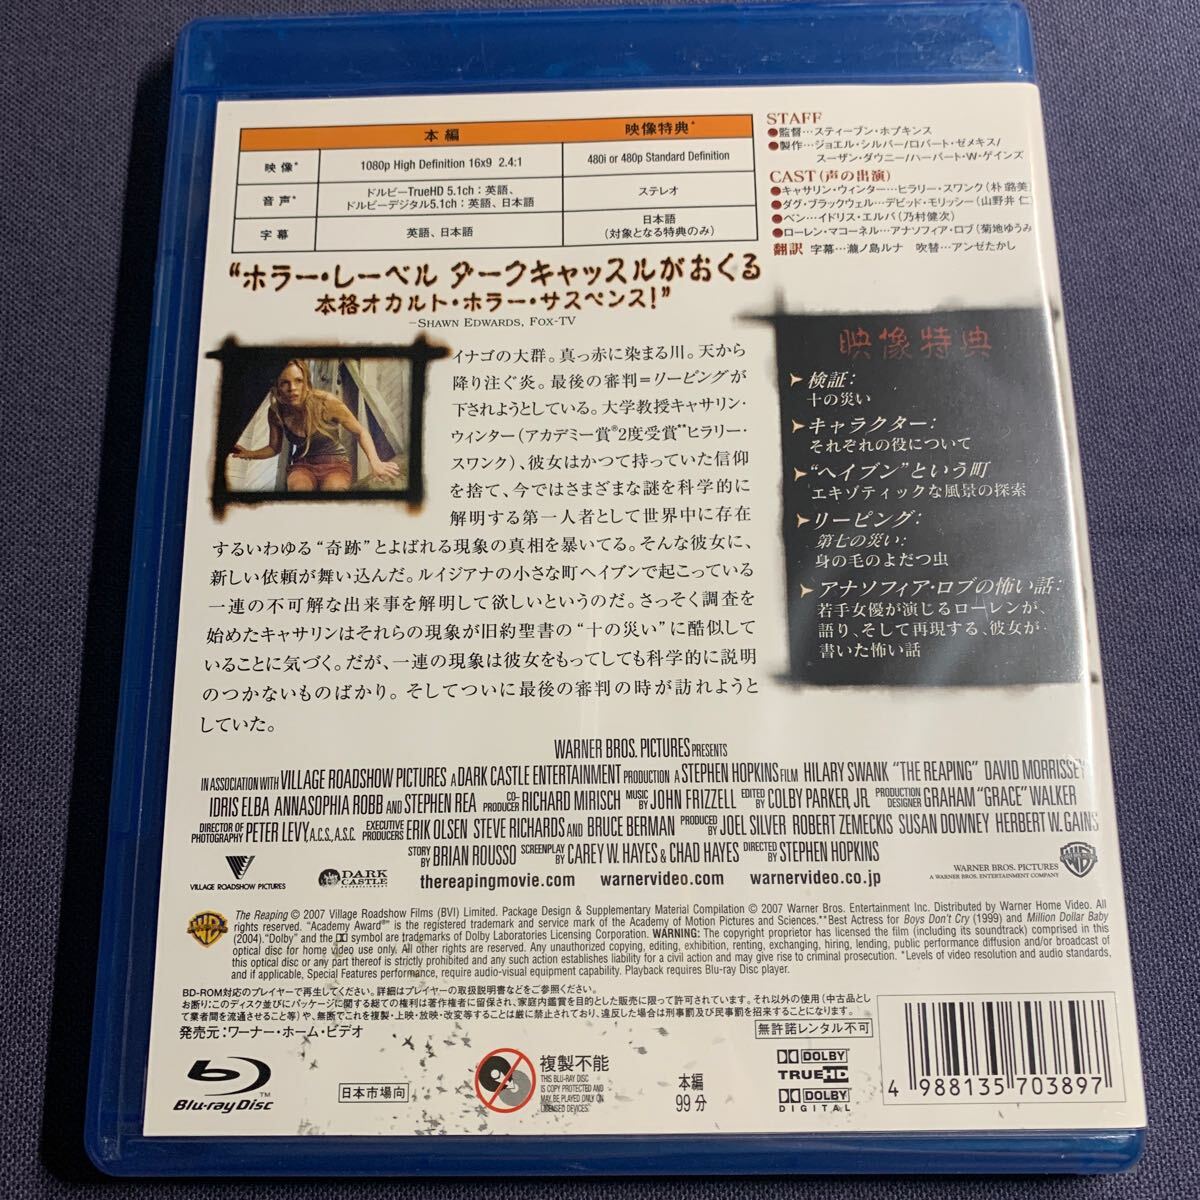 本編 映像特典*
映像* 1080p High Definition 16x9 2.4:1 480i or 480p Standard Definition
音声* ドルビーTrueHD 5.1ch：英語、 ステレオ
ドルビーデジタル5.1ch：英語、日本語
字幕 英語、日本語 日本語
(対象となる特典のみ)
STAFF
●監督…スティーブン・ホプキンス
●製作…ジョエル・シルバー/ロバート・ゼメキス/
スーザン・ダウニー/ハーバート・W・ゲインズ
CAST (声の出演)
●キャサリン・ウィンター…ヒラリー・スワンク(朴 璐美)
●ダグ・ブラックウェル…デビッド・モリッシー(山野井 仁)
●ベン…イドリス・エルバ(乃村健次)
●ローレン・マコーネル…アナソフィア・ロブ(菊地ゆうみ
翻訳 字幕…瀧ノ島ルナ 吹替…アンゼたかし
“ホラー・レーベル ダークキャッスルがおくる
本格オカルト・ホラー・サスペンス!”
–SHAWN EDWARDS, FOX-TV
イナゴの大群。真っ赤に染まる川。天から
降り注ぐ炎。最後の審判＝リーピングが
下されようとしている。大学教授キャサリン・
ウィンター(アカデミー賞®2度受賞**ヒラリー・
スワンク)、彼女はかつて持っていた信仰
を捨て、今ではさまざまな謎を科学的に
解明する第一人者として世界中に存在
するいわゆる“奇跡”とよばれる現象の真相を暴いてる。そんな彼女に、
新しい依頼が舞い込んだ。ルイジアナの小さな町ヘイブンで起こっている
一連の不可解な出来事を解明して欲しいというのだ。さっそく調査を
始めたキャサリンはそれらの現象が旧約聖書の“十の災い”に酷似して
いることに気づく。だが、一連の現象は彼女をもってしても科学的に説明
のつかないものばかり。そしてついに最後の審判の時が訪れようと
していた。
映像特典
検証:
十の災い
キャラクター:
それぞれの役について
“ヘイブン”という町
エキゾティックな風景の探索
リーピング:
第七の災い:
身の毛のよだつ虫
アナソフィア・ロブの怖い話:
若手女優が演じるローレンが、
語り、そして再現する、彼女が
書いた怖い話
WARNER BROS. PICTURES PRESENTS
IN ASSOCIATION WITH VILLAGE ROADSHOW PICTURES A DARK CASTLE ENTERTAINMENT PRODUCTION A STEPHEN HOPKINS FILM HILARY SWANK "THE REAPING" DAVID MORRISSEY
IDRIS ELBA ANNASOPHIA ROBB AND STEPHEN REA CO-PRODUCER RICHARD MIRISCH MUSIC BY JOHN FRIZZELL EDITED BY COLBY PARKER, JR. PRODUCTION DESIGNER GRAHAM "GRACE" WALKER
DIRECTOR OF PHOTOGRAPHY PETER LEVY, A.C.S., A.S.C. EXECUTIVE PRODUCERS ERIK OLSEN STEVE RICHARDS AND BRUCE BERMAN PRODUCED BY JOEL SILVER ROBERT ZEMECKIS SUSAN DOWNEY HERBERT W. GAINS
STORY BY BRIAN ROUSSO SCREENPLAY BY CAREY W. HAYES & CHAD HAYES DIRECTED BY STEPHEN HOPKINS
VILLAGE ROADSHOW PICTURES
DARK CASTLE ENTERTAINMENT
thereapingmovie.com warnervideo.com warnervideo.co.jp
WARNER BROS. PICTURES
A WARNER BROS. ENTERTAINMENT COMPANY
The Reaping © 2007 Village Roadshow Films (BVI) Limited. Package Design & Supplementary Material Compilation © 2007 Warner Bros. Entertainment Inc. Distributed by Warner Home Video. All
rights reserved. "Academy Award®" is the registered trademark and service mark of the Academy of Motion Pictures and Sciences.**Best Actress for Boys Don't Cry (1999) and Million Dollar Baby
(2004)."Dolby" and the DD symbol are trademarks of Dolby Laboratories Licensing Corporation. WARNING: The copyright proprietor has licensed the film (including its soundtrack) comprised in this
optical disc for home video use only. All other rights are reserved. Any unauthorized copying, editing, exhibition, renting, exchanging, hiring, lending, public performance diffusion and/or broadcast of
this optical disc or any part thereof is strictly prohibited and any such action establishes liability for a civil action and may give rise to criminal prosecution. *Levels of video resolution and audio standards,
and if applicable, Special Features performance, require audio-visual equipment capability. Playback requires Blu-ray Disc player.
BD-ROM対応のプレイヤーで再生してください。詳細はプレイヤーの取扱説明書などをご参照ください。
お断り:このディスク並びにパッケージに関する総ての権利は著作権者に留保され、家庭内鑑賞を目的とした販売に限って許可されています。それ以外の使用(中古品とし
て業者間を流通させること等)や、無断でこれを複製・上映・放映・改変等することは厳に禁止されており、違反した場合は刑事罰及び民事罰を招来することになります。
発売元:ワーナー・ホーム・ビデオ
無許諾レンタル不可
Blu-ray Disc
日本市場向
複製不能
THIS BLU-RAY DISC
IS COPY PROTECTED AND
MAY BE PLAYED ONLY ON
LICENSED DEVICES.
本編
99分
DOLBY
TRUEHD
DOLBY
DIGITAL
4 988135 703897